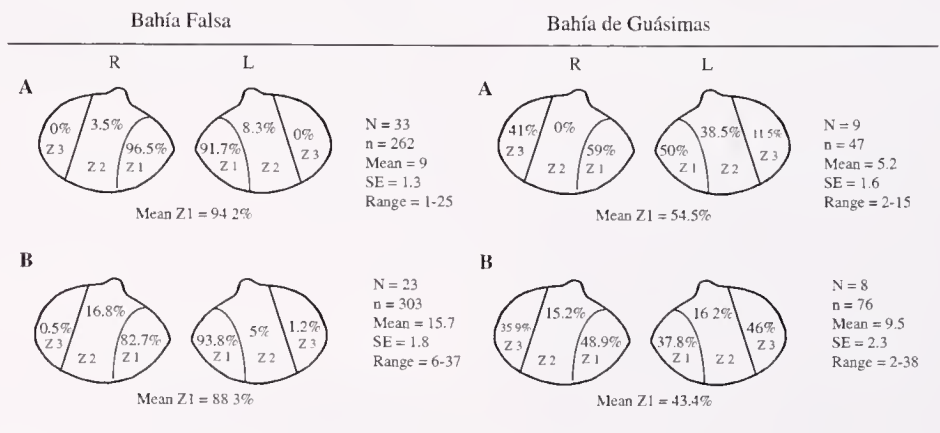 Bahía Falsa
Bahía de Guásimas
R L
R L
A
0% 3.5% 96.5%
Z 3 Z 2 Z 1
8.3% 0%
91.7% Z 3
Z 1 Z 2
N = 33
n = 262
Mean = 9
SE = 1.3
Range = 1-25
Mean Z1 = 94 2%
A
41% 0% 59%
Z 3 Z 2 Z 1
38.5% 11 5%
50% Z 3
Z 1 Z 2
N = 9
n = 47
Mean = 5.2
SE = 1.6
Range = 2-15
Mean Z1 = 54.5%
B
16.8%
0.5% 82.7%
Z 3 Z 2 Z 1
93.8% 5% 1.2%
Z 1 Z 2 Z 3
N = 23
n = 303
Mean = 15.7
SE = 1.8
Range = 6-37
Mean Z1 = 88 3%
B
15.2%
35 9% 48.9%
Z 3 Z 2 Z 1
16 2%
37.8% 46%
Z 1 Z 2 Z 3
N = 8
n = 76
Mean = 9.5
SE = 2.3
Range = 2-38
Mean Z1 = 43.4%